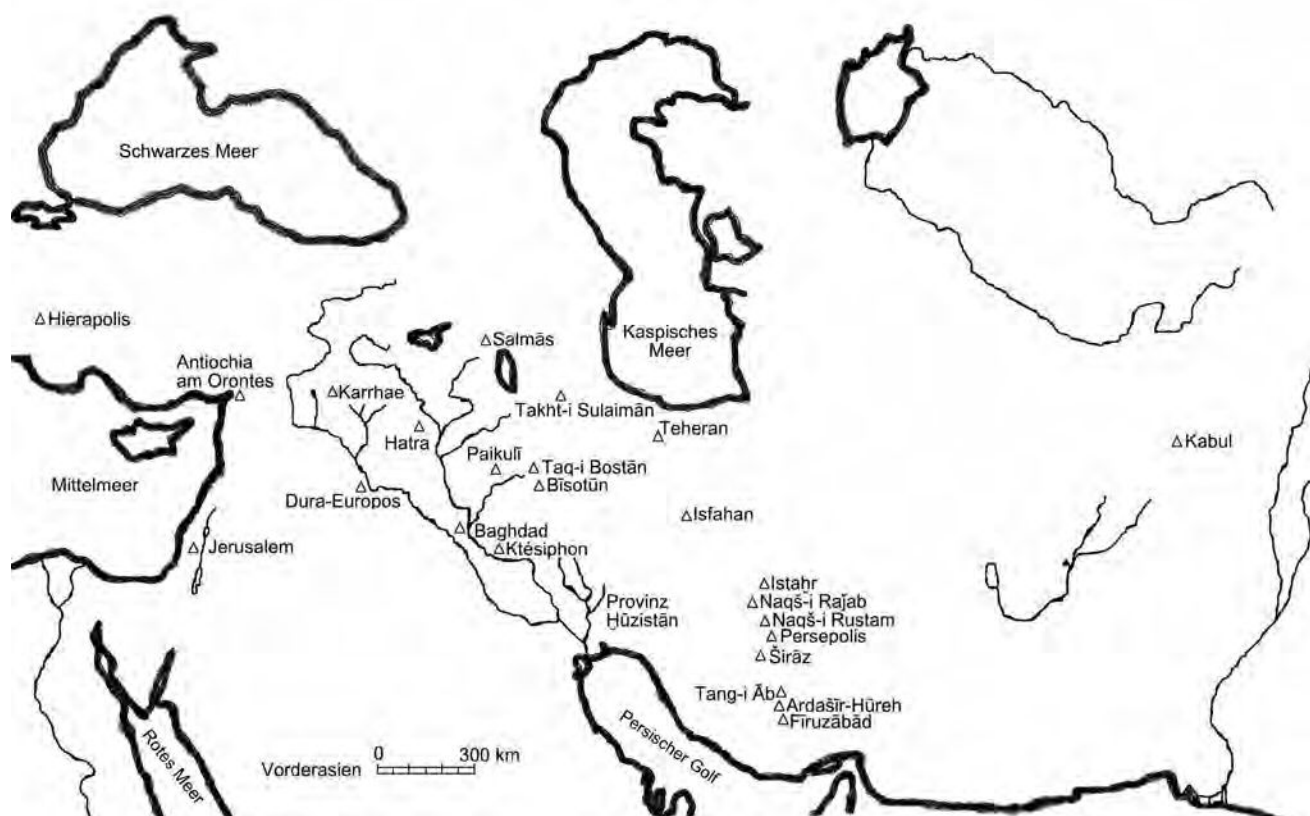 Schwarzes Meer
Hierapolis
Salmās
Kaspisches
Meer
Antiochia
am Orontes
Karrhae
Takht-i Sulaimān
Hatra
Teheran
Kabul
Paikulī
Taq-i Bostān
Bīsotūn
Mittelmeer
Dura-Europos
Isfahan
Baghdad
Ktésiphon
Jerusalem
Provinz
Ḫūzistān
Istaḫr
Naqš-i Raǰab
Naqš-i Rustam
Persepolis
Širāz
Tang-i Āb
Ardašīr-Hūreh
Fīruzābād
Persischer Golf
Rotes Meer
0 300 km
Vorderasien